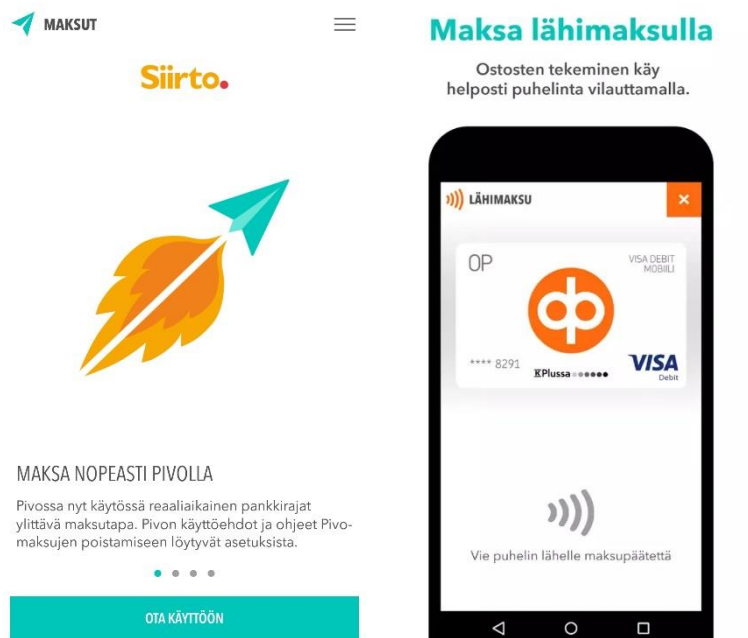 MAKSUT
Siirto.
MAKSA NOPEASTI PIVOLLA
Pivossa nyt käytössä reaaliaikainen pankkirajat
ylittävä maksutapa. Pivon käyttöehdot ja ohjeet Pivo-
maksujen poistamiseen löytyvät asetuksista.
OTA KÄYTTÖÖN
Maksa lähimaksulla
Ostosten tekeminen käy
helposti puhelinta vilauttamalla.
LÄHIMAKSU
OP
VISA DEBIT
MOBIILI
**** 8291
K Plussa
VISA
Debit
Vie puhelin lähelle maksupäätettä